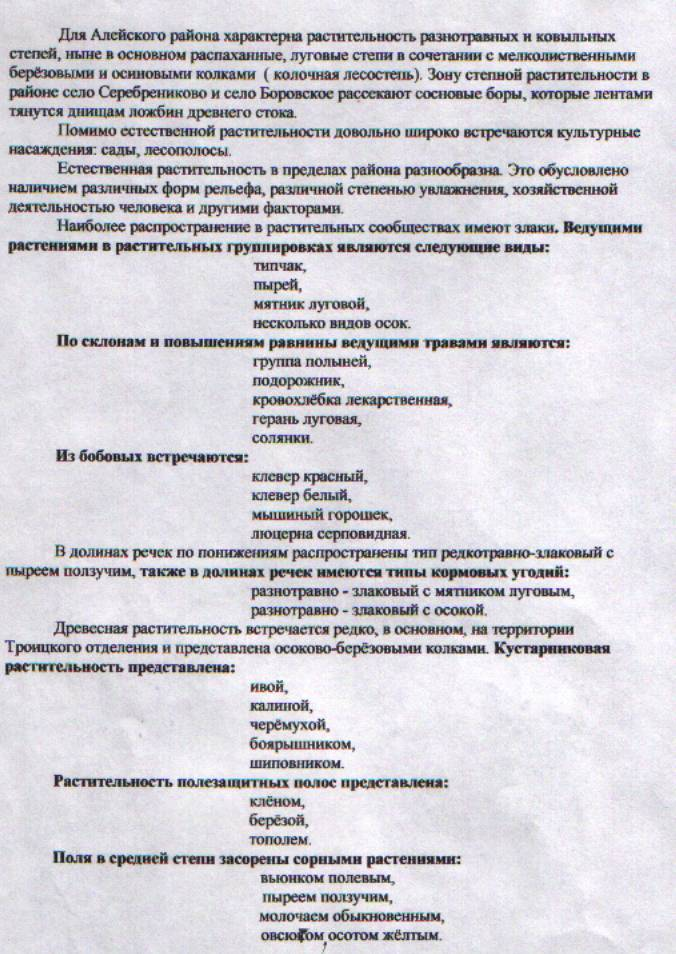 Для Алейского района характерна растительность разнотравных и ковыльных
степей, ныне в основном распаханные, луговые степи в сочетании с мелколиственными
берёзовыми и осиновыми колками ( колочная лесостепь). Зону степной растительности в
районе село Серебрениково и село Боровское рассекают сосновые боры, которые лентами
тянутся днищам ложбин древнего стока.
Помимо естественной растительности довольно широко встречаются культурные
насаждения: сады, лесополосы.
Естественная растительность в пределах района разнообразна. Это обусловлено
наличием различных форм рельефа, различной степенью увлажнения, хозяйственной
деятельностью человека и другими факторами.
Наиболее распространение в растительных сообществах имеют злаки. Ведущими
растениями в растительных группировках являются следующие виды:
типчак,
пырей,
мятник луговой,
несколько видов осок.
По склонам и повышениям равнины ведущими травами являются:
группа полыней,
подорожник,
кровохлёбка лекарственная,
герань луговая,
солянки.
Из бобовых встречаются:
клевер красный,
клевер белый,
мышиный горошек,
люцерна серповидная.
В долинах речек по понижениям распространены тип редкотравно-злаковый с
пыреем ползучим, также в долинах речек имеются типы кормовых угодий:
разнотравно - злаковый с мятником луговым,
разнотравно - злаковый с осокой.
Древесная растительность встречается редко, в основном, на территории
Троицкого отделения и представлена осоково-берёзовыми колками. Кустарниковая
растительность представлена:
ивой,
калиной,
черёмухой,
боярышником,
шиповником.
Растительность полезащитных полос представлена:
клёном,
берёзой,
тополем.
Поля в средней степи засорены сорными растениями:
вьюнком полевым,
пыреем ползучим,
молочаем обыкновенным,
овсюгом, осотом жёлтым.